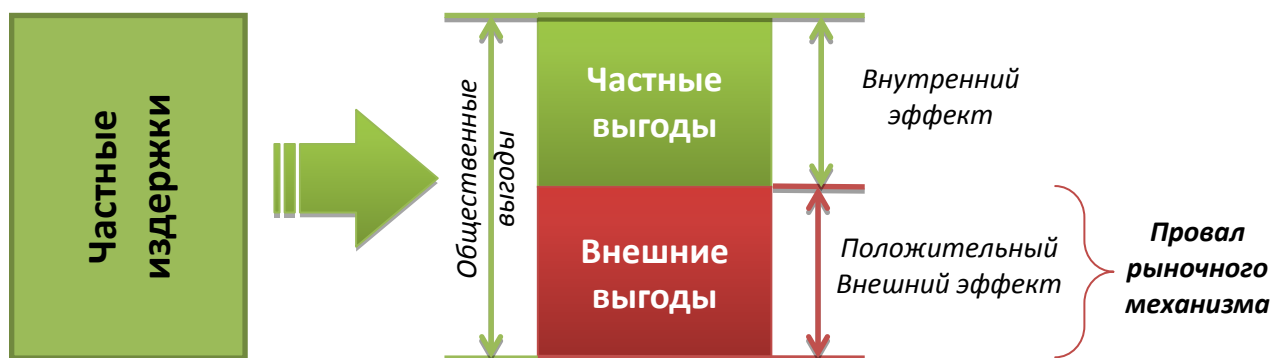 Частные
издержки
Общественные
выгоды
Частные
выгоды
Внутренний
эффект
Внешние
выгоды
Положительный
Внешний эффект
Провал
рыночного
механизма